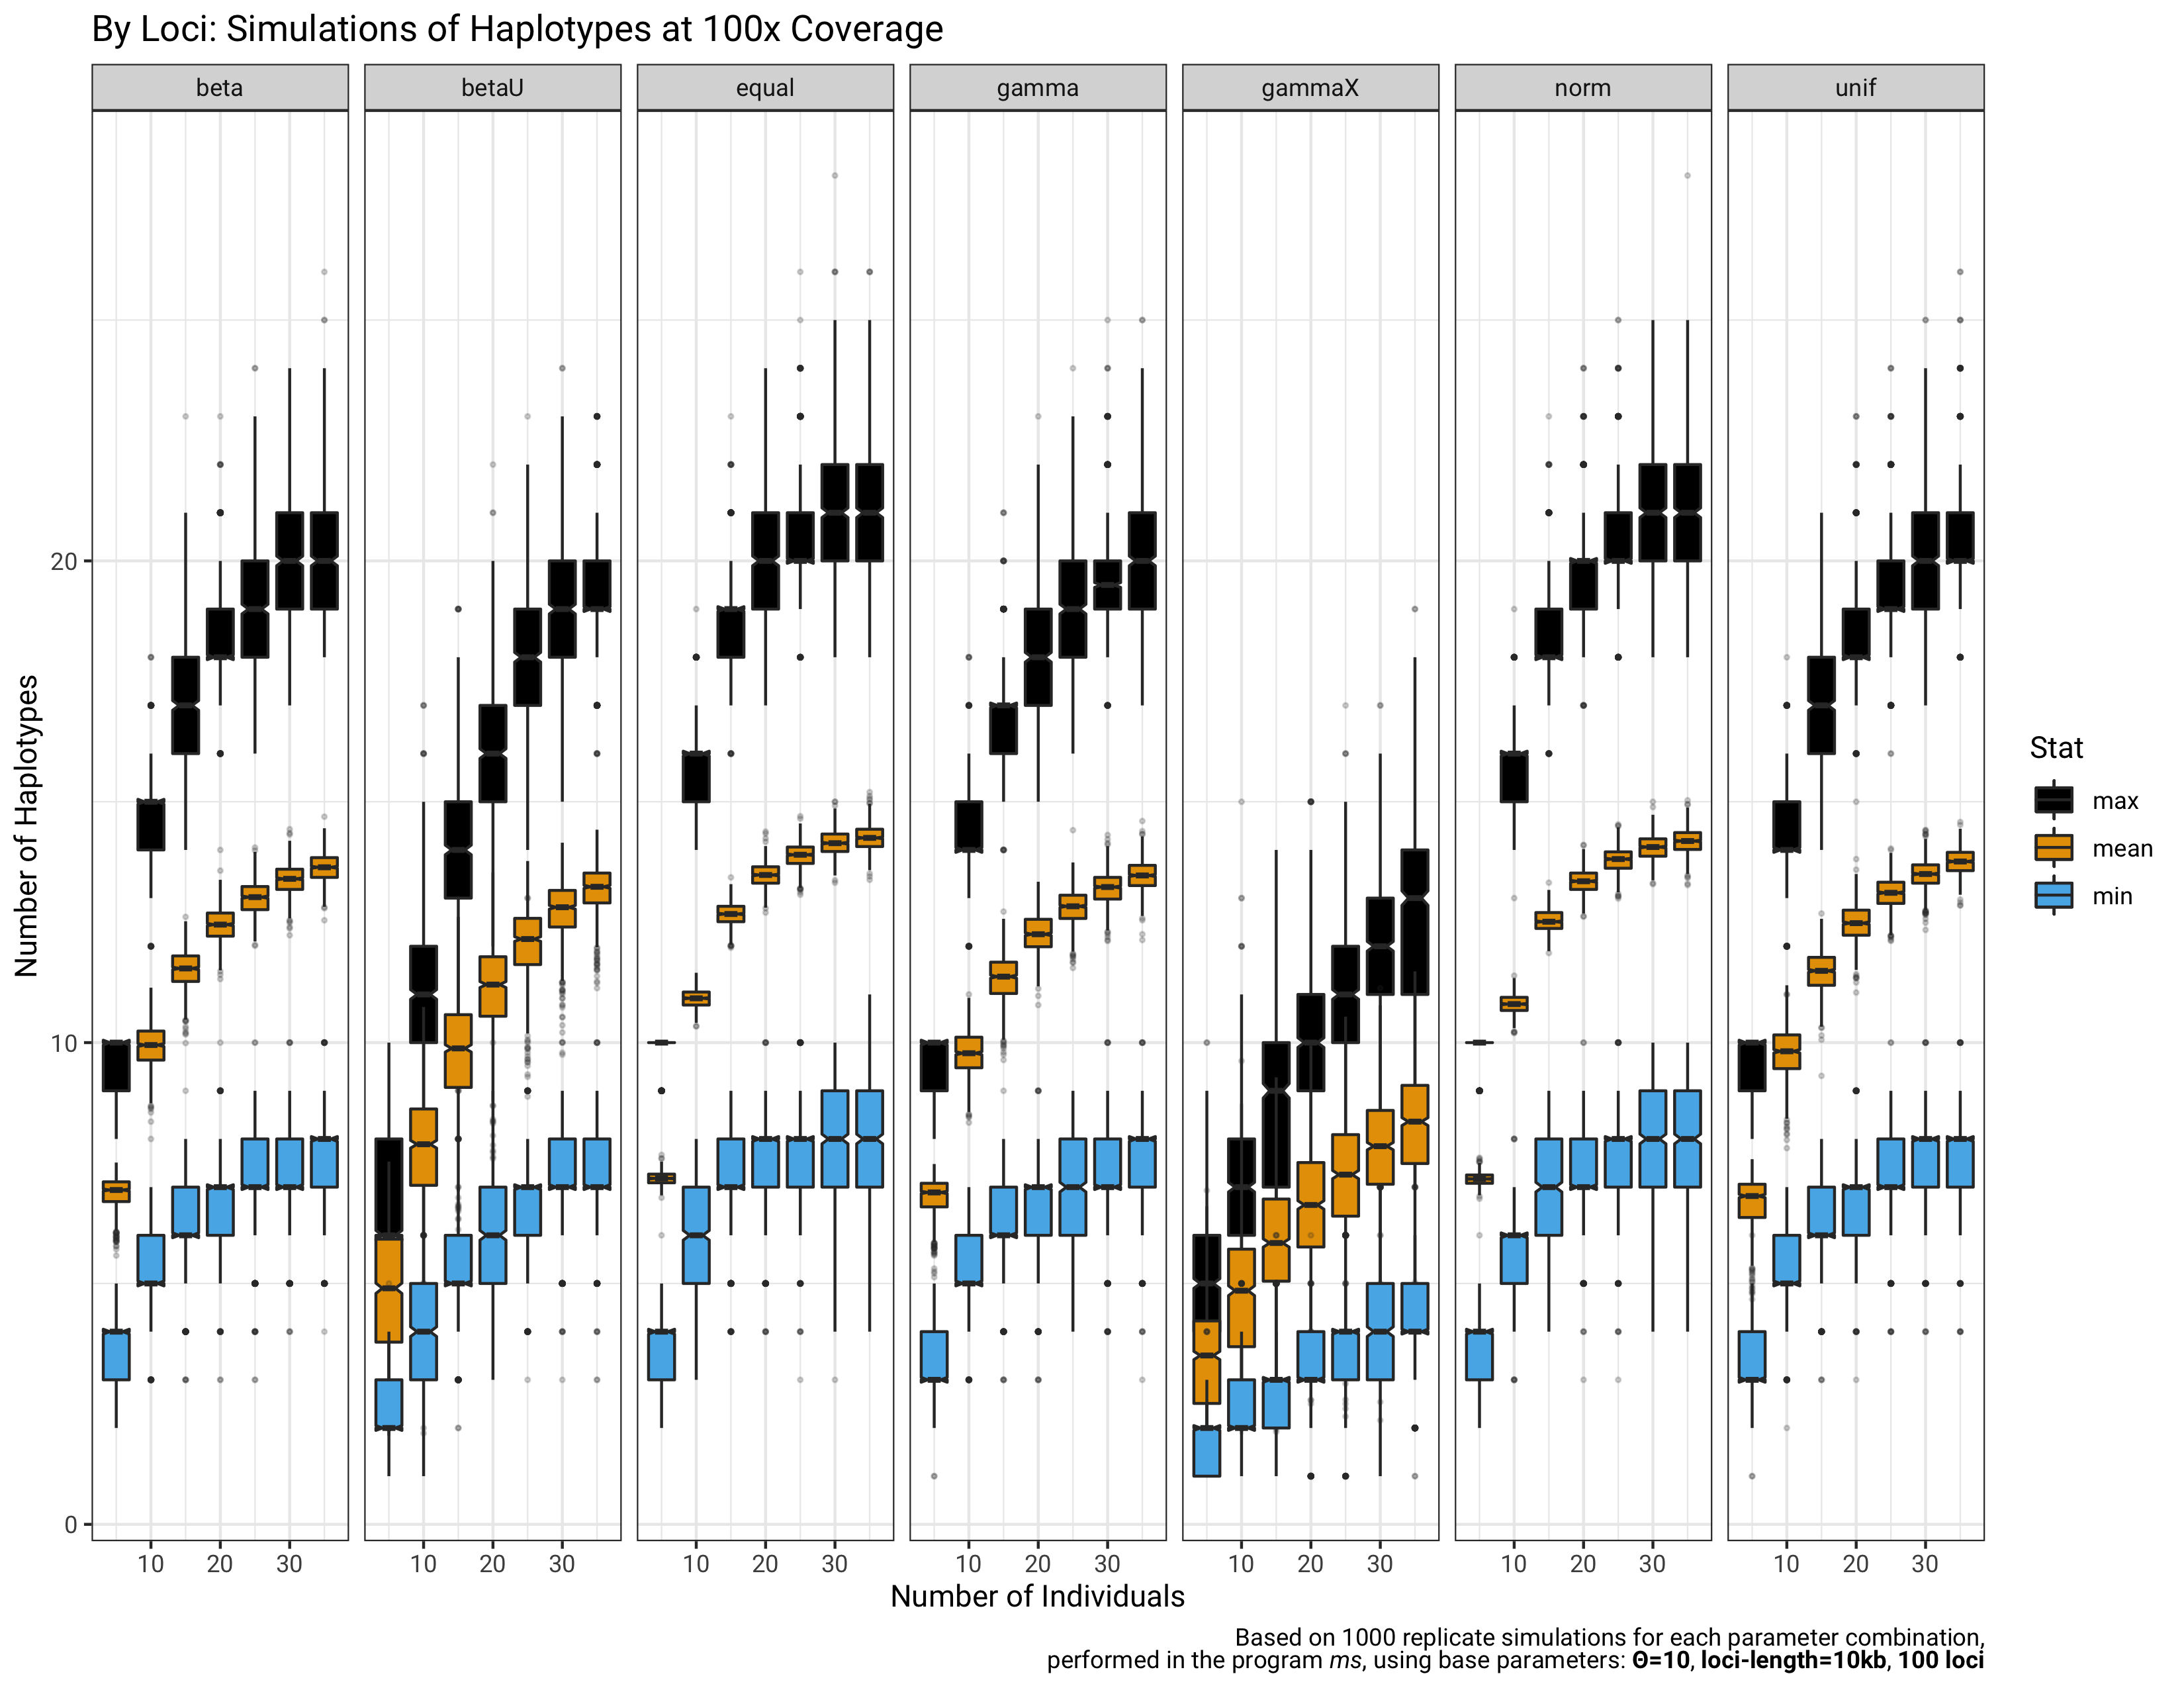 By Loci: Simulations of Haplotypes at 100x Coverage
beta betaU equal gamma gammaX norm unif
Number of Haplotypes
20
10
0
10 20 30 10 20 30 10 20 30 10 20 30 10 20 30 10 20 30 10 20 30
Number of Individuals
Stat
max
mean
min
Based on 1000 replicate simulations for each parameter combination,
performed in the program ms, using base parameters: Θ=10, loci-length=10kb, 100 loci